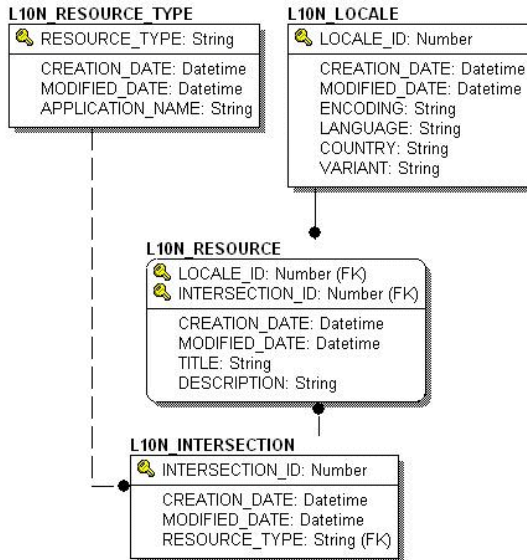 L10N_RESOURCE_TYPE
RESOURCE_TYPE: String
CREATION_DATE: Datetime
MODIFIED_DATE: Datetime
APPLICATION_NAME: String
L10N_LOCALE
LOCALE_ID: Number
CREATION_DATE: Datetime
MODIFIED_DATE: Datetime
ENCODING: String
LANGUAGE: String
COUNTRY: String
VARIANT: String
L10N_RESOURCE
LOCALE_ID: Number (FK)
INTERSECTION_ID: Number (FK)
CREATION_DATE: Datetime
MODIFIED_DATE: Datetime
TITLE: String
DESCRIPTION: String
L10N_INTERSECTION
INTERSECTION_ID: Number
CREATION_DATE: Datetime
MODIFIED_DATE: Datetime
RESOURCE_TYPE: String (FK)